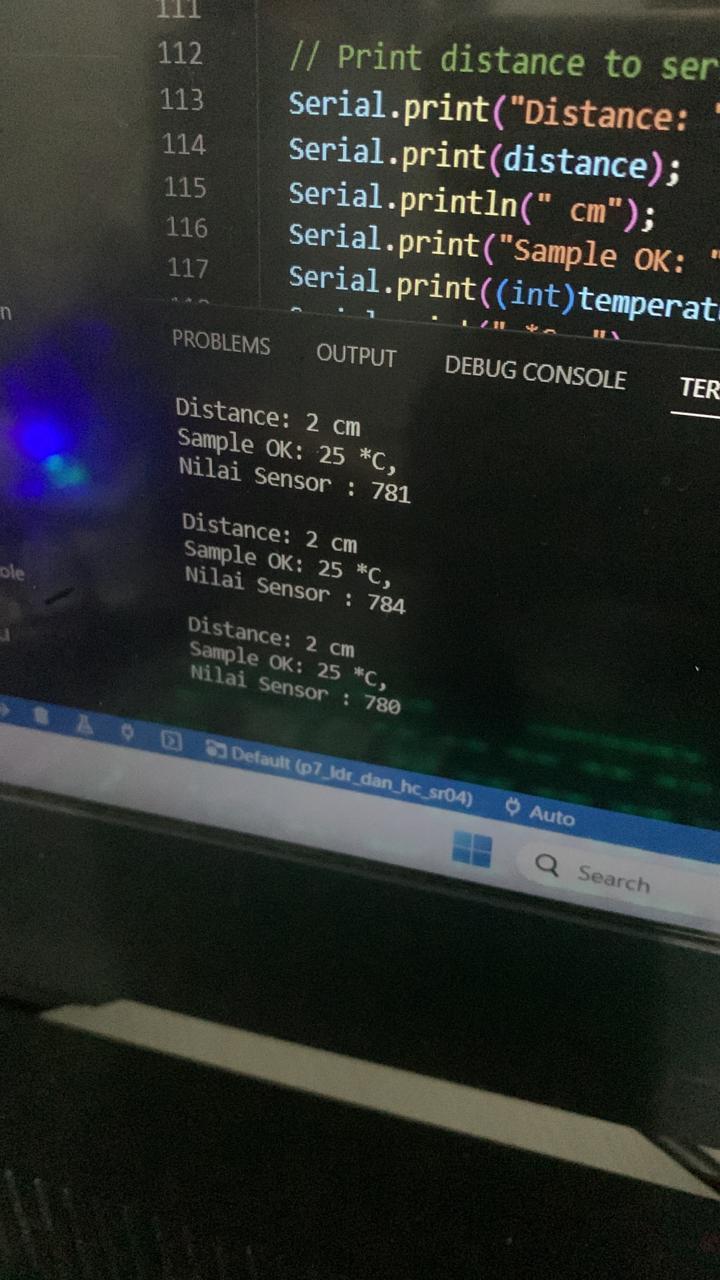 111
112 // Print distance to ser
113 Serial.print("Distance: "
114 Serial.print(distance);
115 Serial.println(" cm");
116 Serial.print("Sample OK: "
117 Serial.print((int)temperat
n
PROBLEMS OUTPUT DEBUG CONSOLE TER
Distance: 2 cm
Sample OK: 25 *C,
Nilai Sensor : 781
Distance: 2 cm
Sample OK: 25 *C,
Nilai Sensor : 784
ole
Distance: 2 cm
Sample OK: 25 *C,
Nilai Sensor : 780
Default (p7_ldr_dan_hc_sr04) Auto
Search